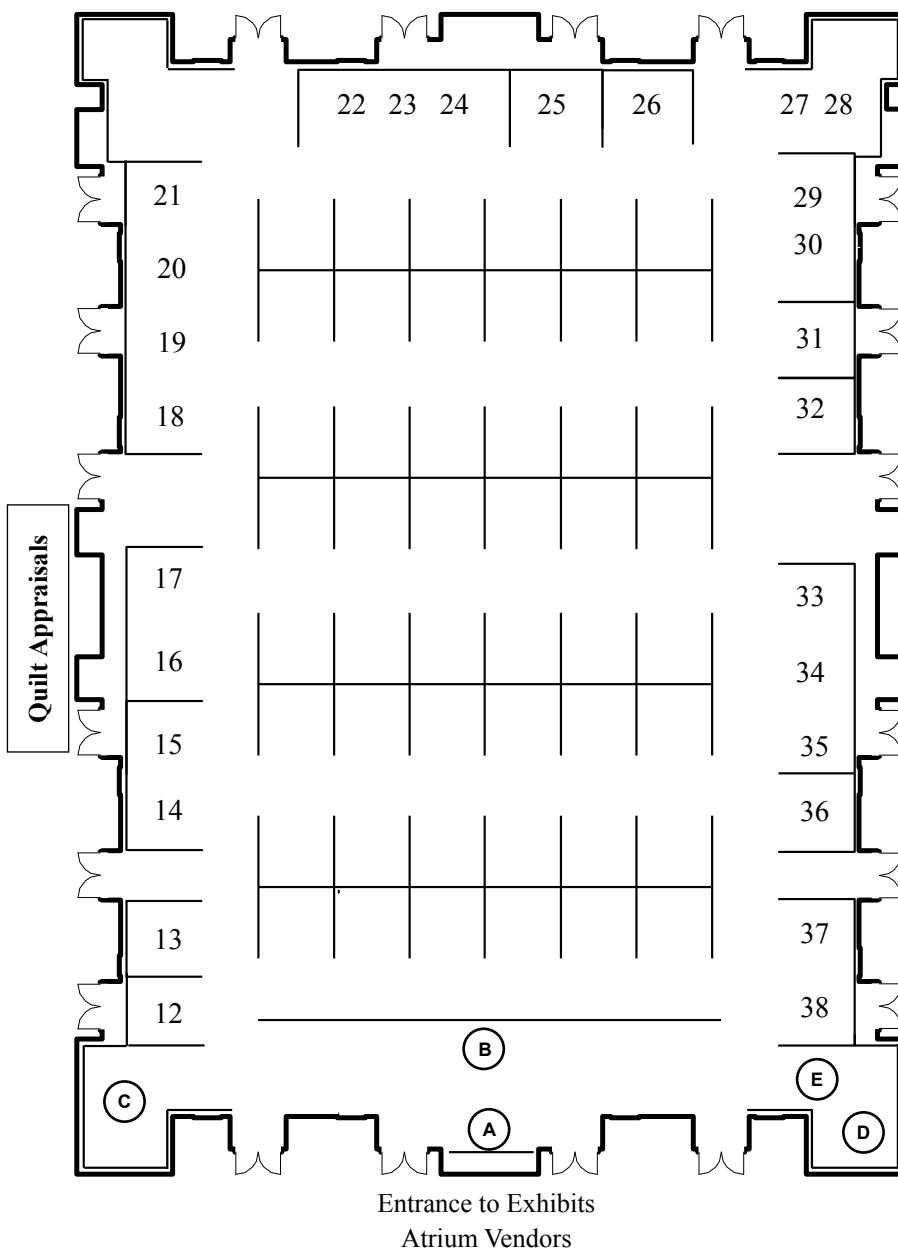 22 23 24 25 26 27 28
21 29
30
20
19 31
18 32
Quilt Appraisals
17 33
16 34
15 35
14 36
13 37
12 38
B
E
C
A
D
Entrance to Exhibits
Atrium Vendors